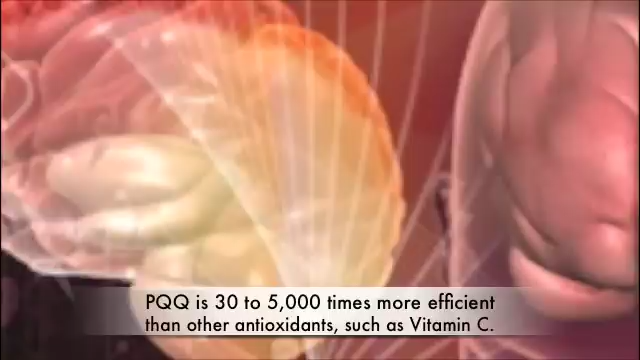 PQQ is 30 to 5,000 times more efficient
than other antioxidants, such as Vitamin C.